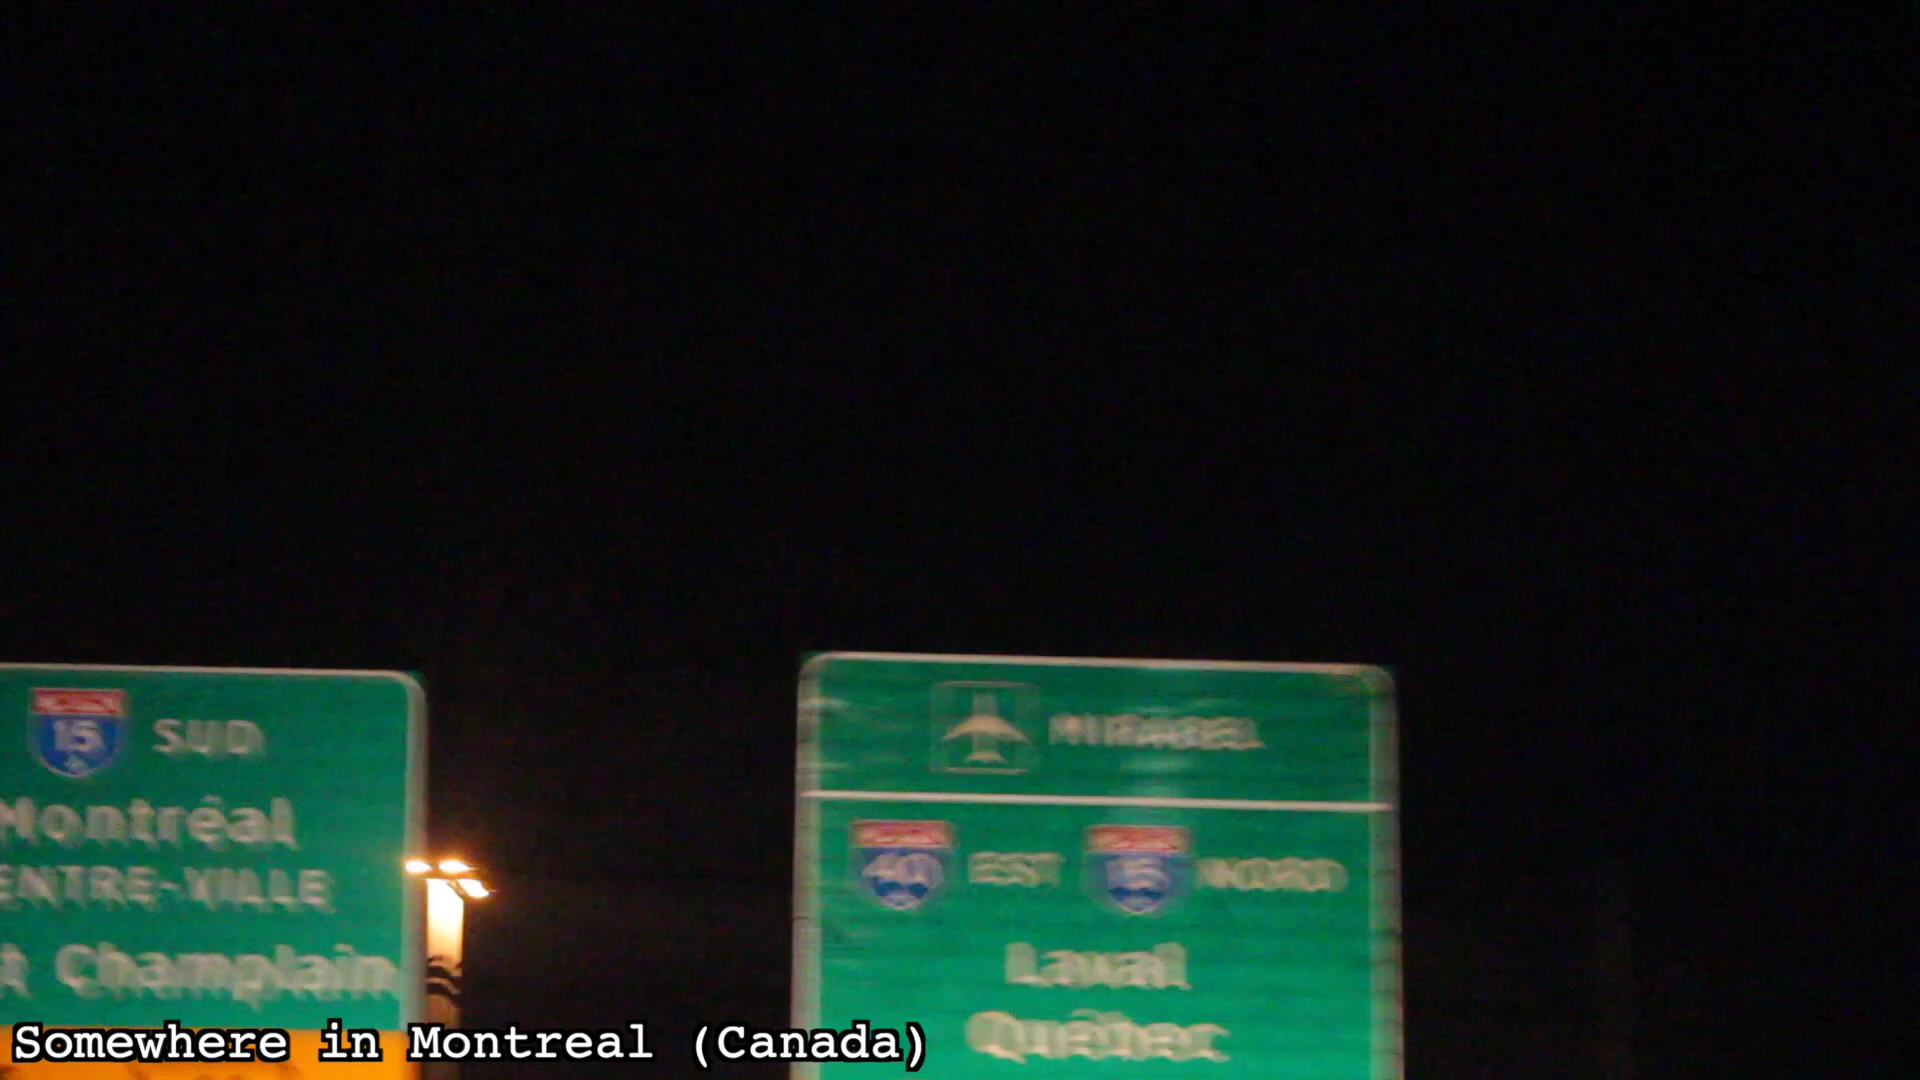 15 SUD
Montréal
ENTRE-VILLE
t Champlain
MIRABEL
40 EST 15 NORD
Laval
Québec
Somewhere in Montreal (Canada)